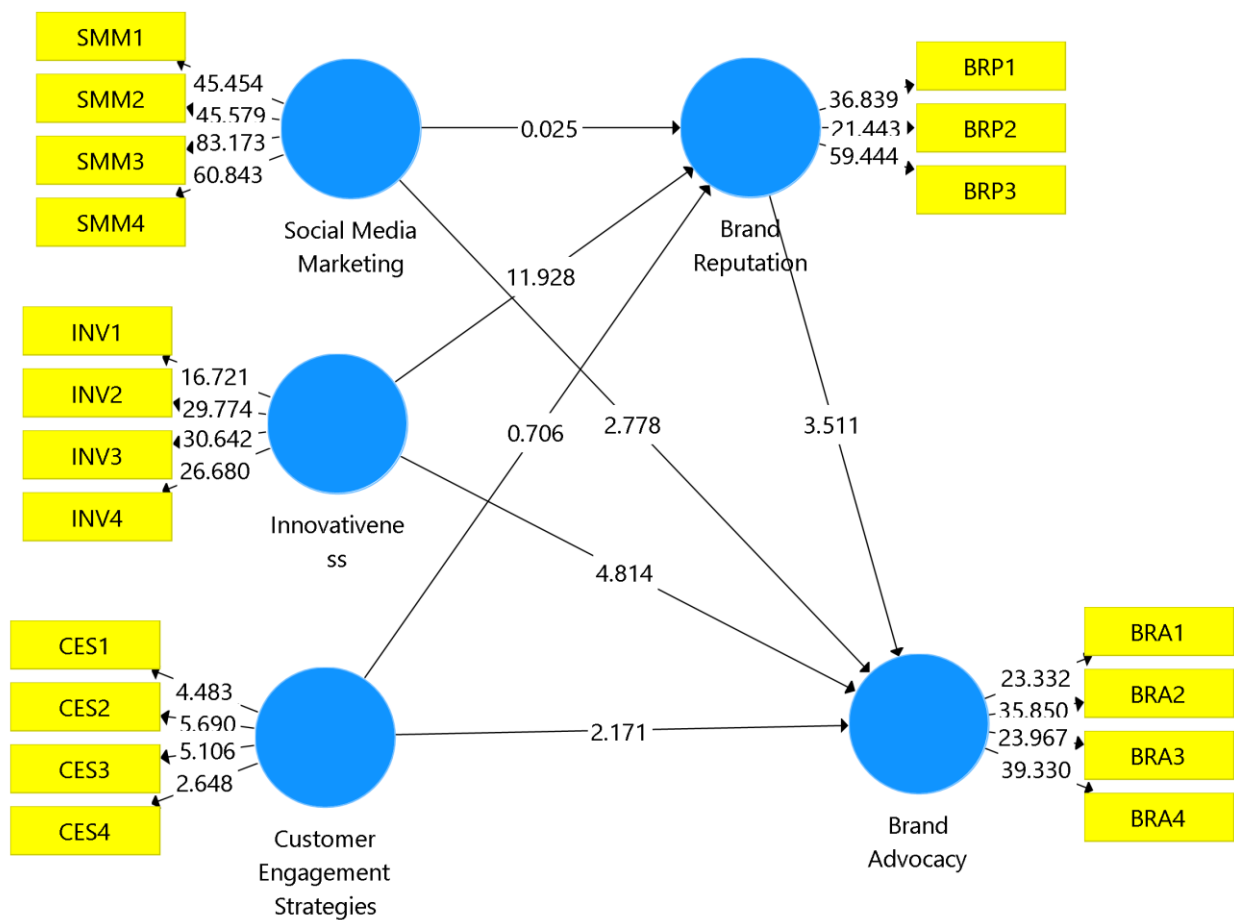 SMM1
SMM2
SMM3
SMM4
45.454
45.579
83.173
60.843
Social Media
Marketing
0.025
Brand
Reputation
36.839
21.443
59.444
BRP1
BRP2
BRP3
11.928
INV1
INV2
INV3
INV4
16.721
29.774
30.642
26.680
Innovativene
ss
0.706
2.778
3.511
4.814
CES1
CES2
CES3
CES4
4.483
5.690
5.106
2.648
Customer
Engagement
Strategies
2.171
Brand
Advocacy
23.332
35.850
23.967
39.330
BRA1
BRA2
BRA3
BRA4